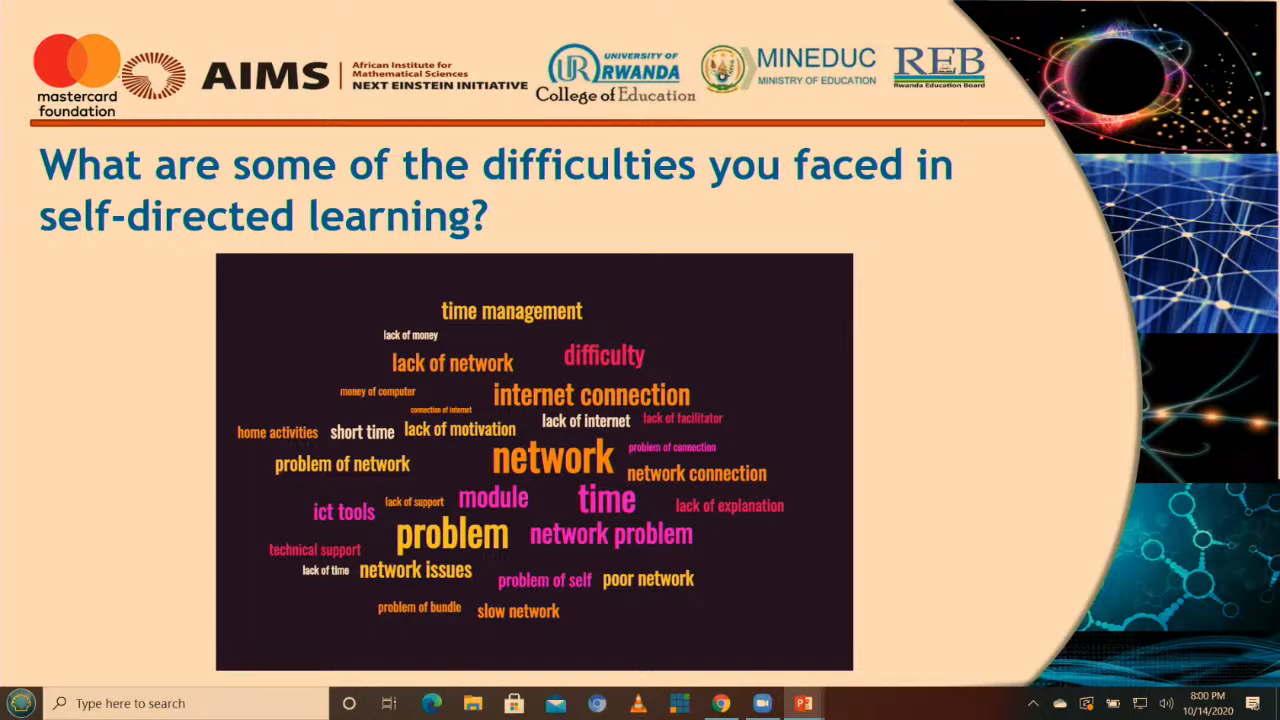 mastercard
foundation
AIMS
African Institute for
Mathematical Sciences
NEXT EINSTEIN INITIATIVE
UR
UNIVERSITY OF
RWANDA
College of Education
MINEDUC
MINISTRY OF EDUCATION
REB
Rwanda Education Board
What are some of the difficulties you faced in
self-directed learning?
time management
lack of money
lack of network
difficulty
money of computer
internet connection
connection of internet
lack of internet
lack of facilitator
home activities
short time
lack of motivation
problem of network
network
problem of connection
network connection
ict tools
lack of support
module
time
lack of explanation
technical support
problem
network problem
lack of time
network issues
problem of self
poor network
problem of bundle
slow network
Type here to search
8:00 PM
10/14/2020